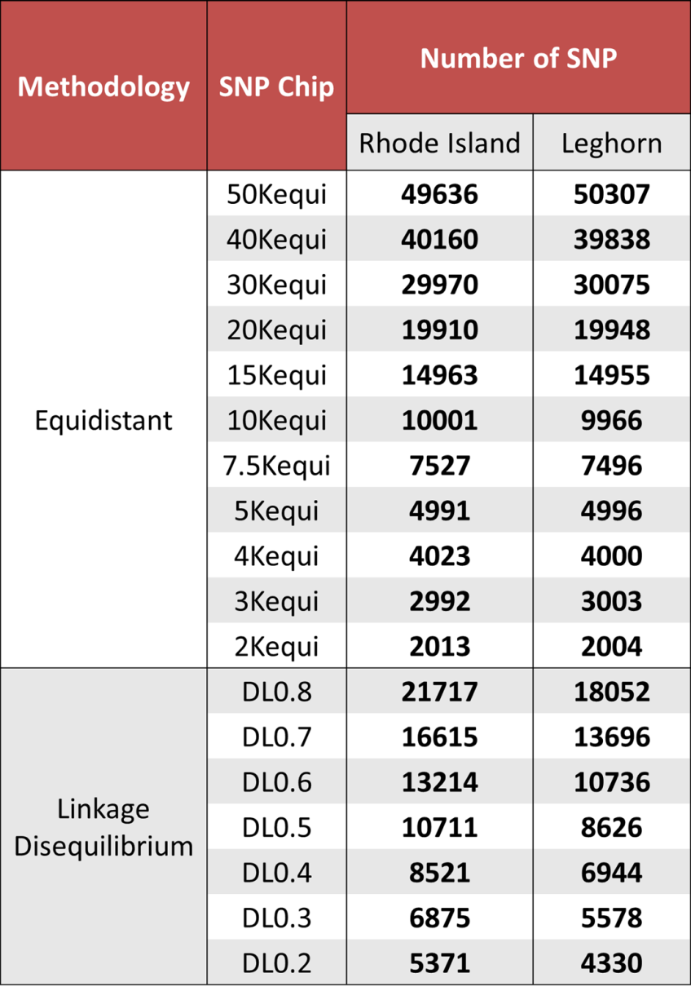 Methodology SNP Chip Number of SNP
Rhode Island Leghorn
Equidistant
50Kequi 49636 50307
40Kequi 40160 39838
30Kequi 29970 30075
20Kequi 19910 19948
15Kequi 14963 14955
10Kequi 10001 9966
7.5Kequi 7527 7496
5Kequi 4991 4996
4Kequi 4023 4000
3Kequi 2992 3003
2Kequi 2013 2004
Linkage
Disequilibrium
DL0.8 21717 18052
DL0.7 16615 13696
DL0.6 13214 10736
DL0.5 10711 8626
DL0.4 8521 6944
DL0.3 6875 5578
DL0.2 5371 4330